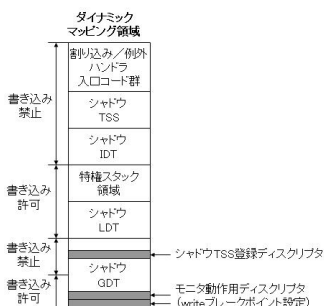 ダイナミック
マッピング領域
割り込み／例外
ハンドラ
入口コード群
書き込み
禁止
シャドウ
TSS
シャドウ
IDT
特権スタック
領域
書き込み
許可
シャドウ
LDT
書き込み
禁止
シャドウTSS登録ディスクリプタ
シャドウ
GDT
書き込み
許可
モニタ動作用ディスクリプタ
(writeブレークポイント設定)